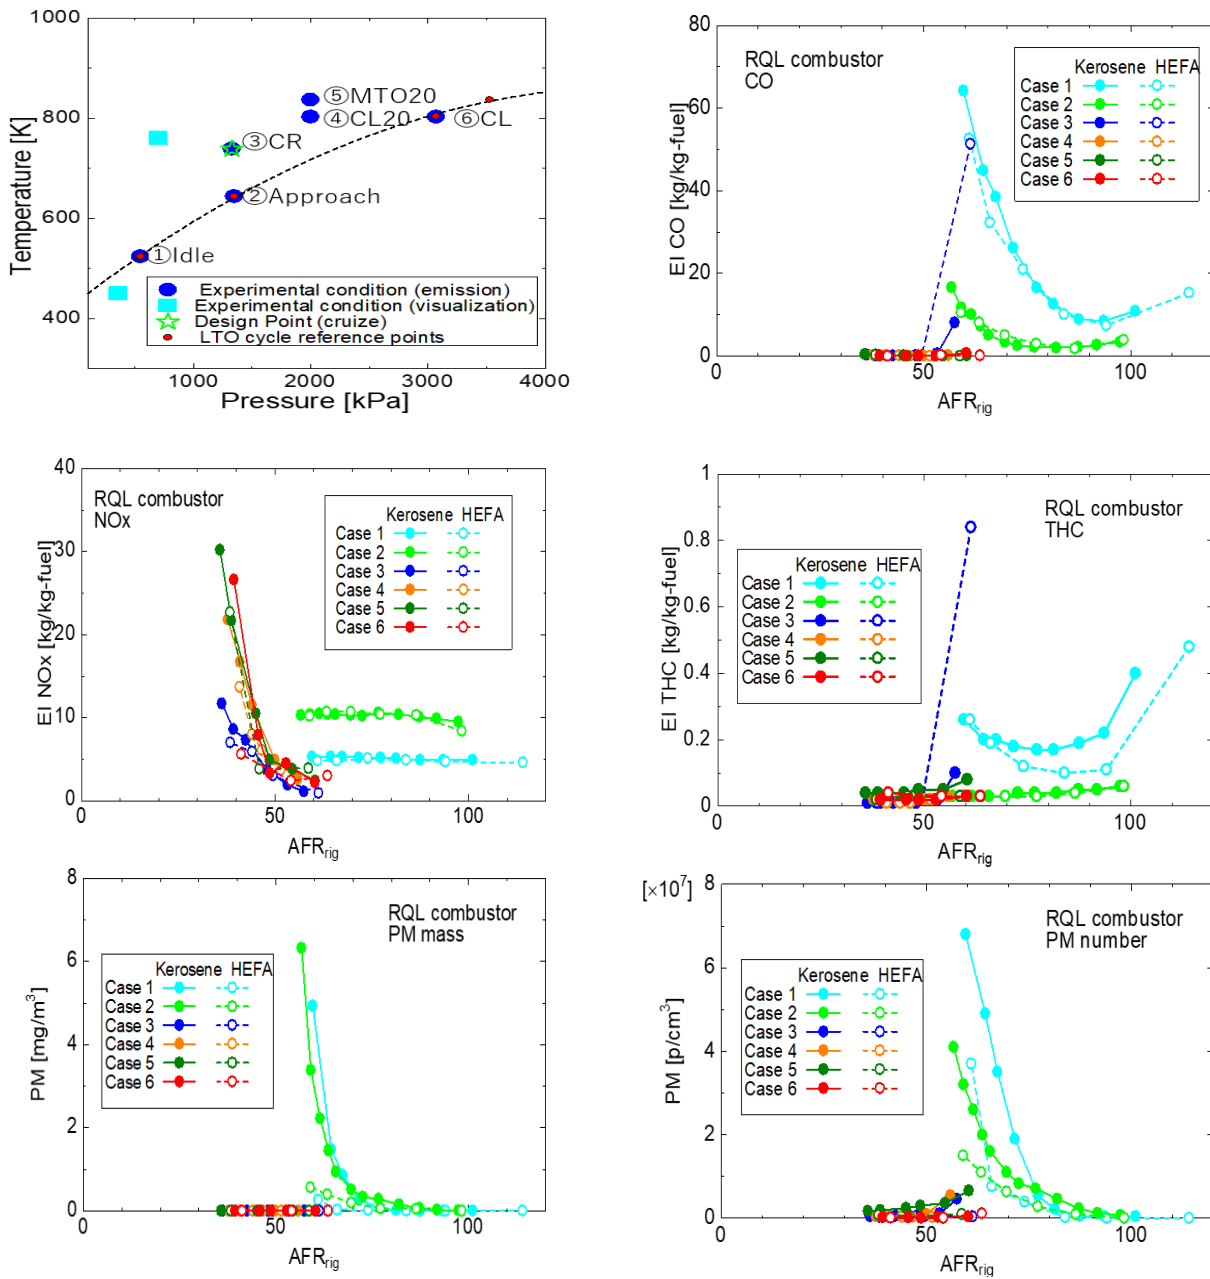 1000
800
600
400
Temperature [K]
⑤MTO20
④CL20
⑥CL
③CR
②Approach
①Idle
Experimental condition (emission)
Experimental condition (visualization)
Design Point (cruize)
LTO cycle reference points
1000 2000 3000 4000
Pressure [kPa]
80
60
40
20
0
EI CO [kg/kg-fuel]
RQL combustor
CO
Kerosene HEFA
Case 1
Case 2
Case 3
Case 4
Case 5
Case 6
50 100
AFRrig
40
30
20
10
0
EI NOx [kg/kg-fuel]
RQL combustor
NOx
Kerosene HEFA
Case 1
Case 2
Case 3
Case 4
Case 5
Case 6
50 100
AFRrig
1
0.8
0.6
0.4
0.2
0
EI THC [kg/kg-fuel]
RQL combustor
THC
Kerosene HEFA
Case 1
Case 2
Case 3
Case 4
Case 5
Case 6
50 100
AFRrig
8
6
4
2
0
PM [mg/m³]
RQL combustor
PM mass
Kerosene HEFA
Case 1
Case 2
Case 3
Case 4
Case 5
Case 6
0 50 100
AFRrig
[×10⁷]
8
6
4
2
0
PM [p/cm³]
RQL combustor
PM number
Kerosene HEFA
Case 1
Case 2
Case 3
Case 4
Case 5
Case 6
0 50 100
AFRrig